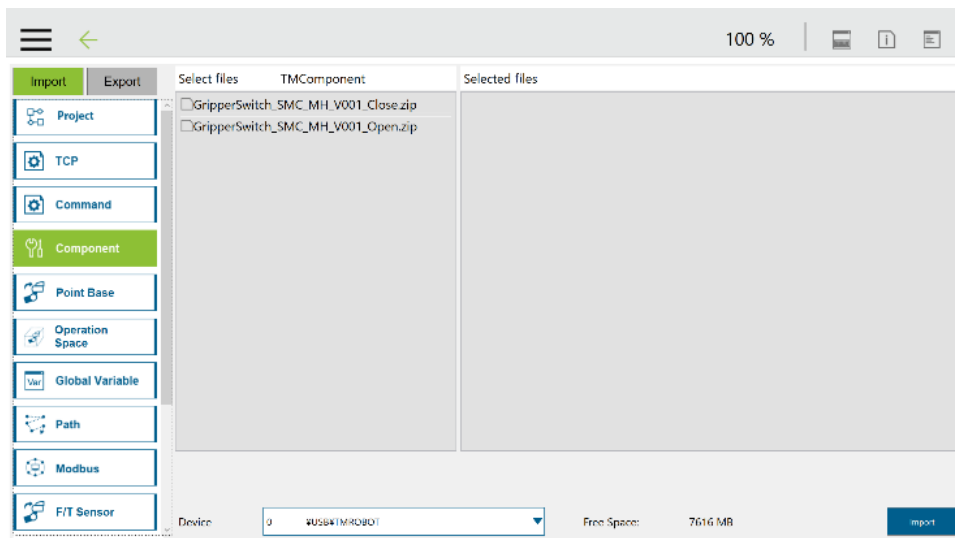 100 %
Import Export Select files TMComponent Selected files
GripperSwitch_SMC_MH_V001_Close.zip
GripperSwitch_SMC_MH_V001_Open.zip
Project
TCP
Command
Component
Point Base
Operation
Space
Var Global Variable
Path
Modbus
F/T Sensor
Device 0 ¥USB¥TMROBOT Free Space: 7616 MB Import